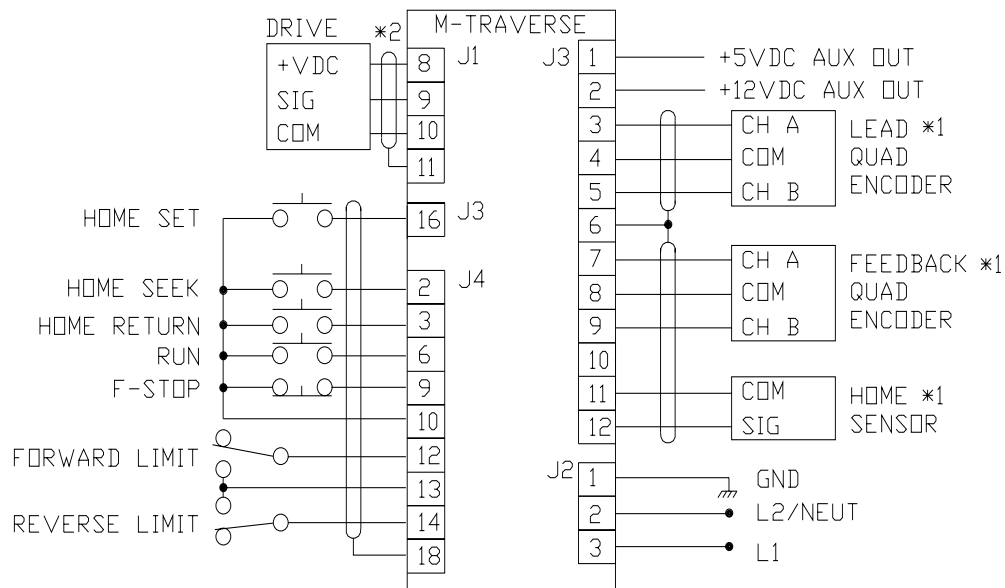 M-TRAVERSE
DRIVE *2
+VDC 8 J1
SIG 9
COM 10
11
HOME SET 16 J3
HOME SEEK 2 J4
HOME RETURN 3
RUN 6
F-STOP 9
10
FORWARD LIMIT 12
13
REVERSE LIMIT 14
18
J3 1 +5VDC AUX OUT
2 +12VDC AUX OUT
3 CH A LEAD *1
4 COM QUAD
5 CH B ENCODER
6
7 CH A FEEDBACK *1
8 COM QUAD
9 CH B ENCODER
10
11 COM HOME *1
12 SIG SENSOR
J2 1 GND
2 L2/NEUT
3 L1